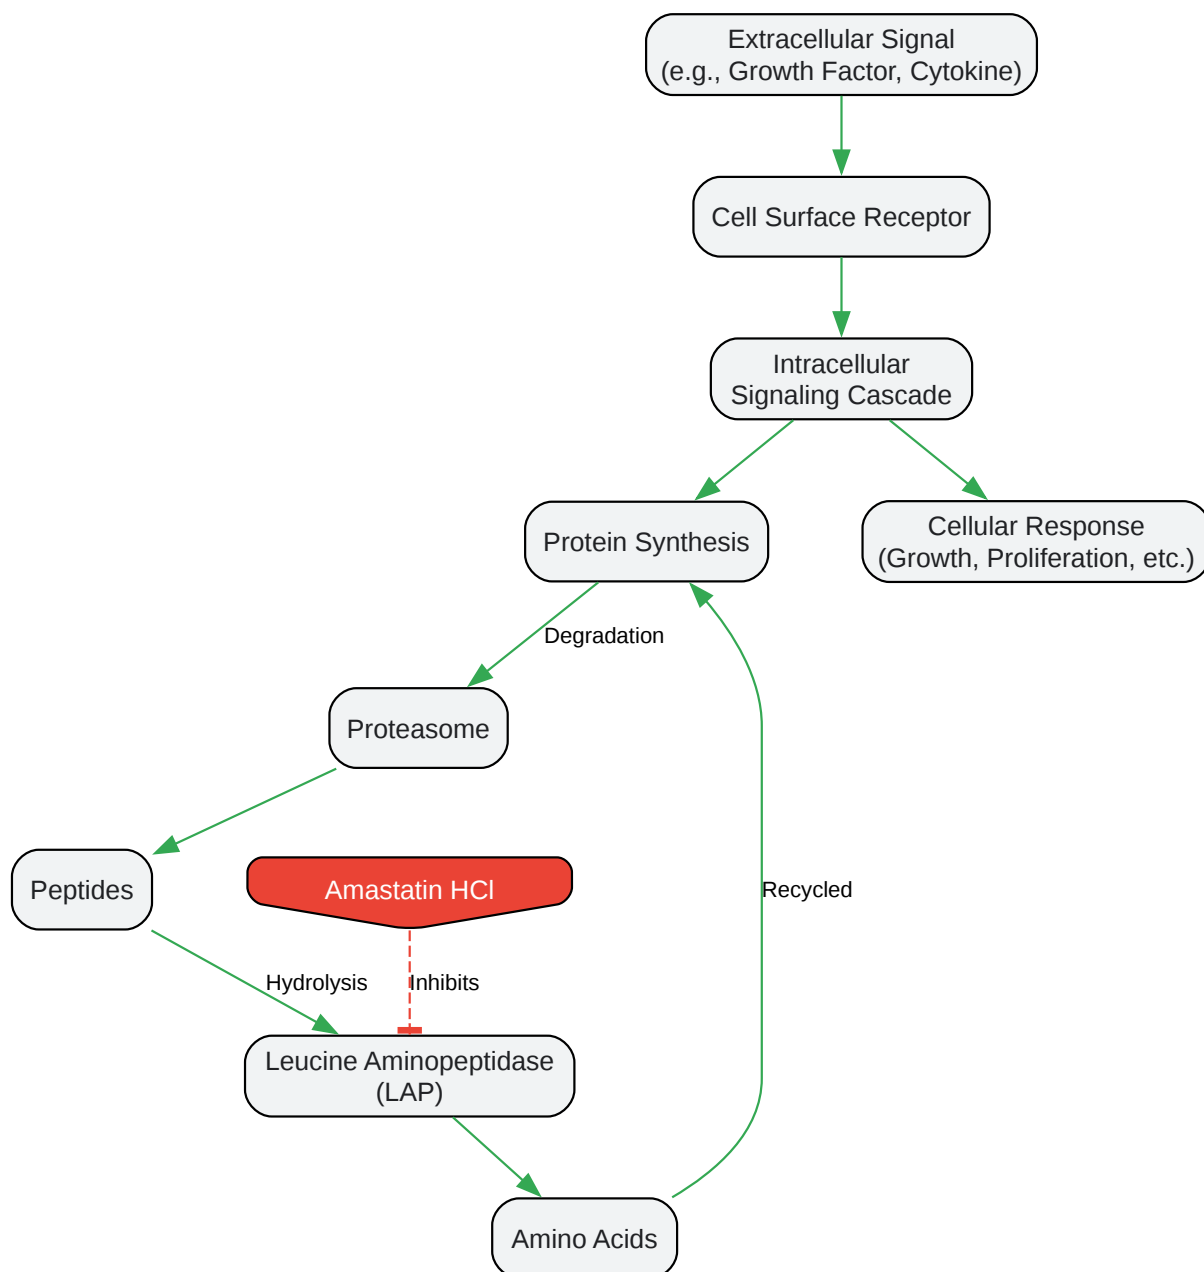 Extracellular Signal
(e.g., Growth Factor, Cytokine)
Cell Surface Receptor
Intracellular
Signaling Cascade
Protein Synthesis
Cellular Response
(Growth, Proliferation, etc.)
Degradation
Proteasome
Peptides
Amastatin HCl
Recycled
Hydrolysis
Inhibits
Leucine Aminopeptidase
(LAP)
Amino Acids